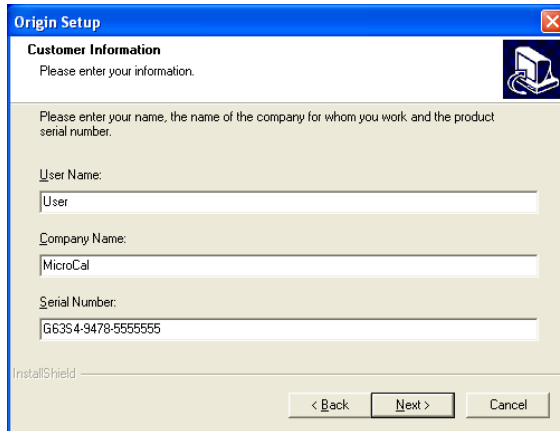 Origin Setup
Customer Information
Please enter your information.
Please enter your name, the name of the company for whom you work and the product
serial number.
User Name:
User
Company Name:
MicroCal
Serial Number:
G63S4-9478-5555555
InstallShield
< Back
Next >
Cancel